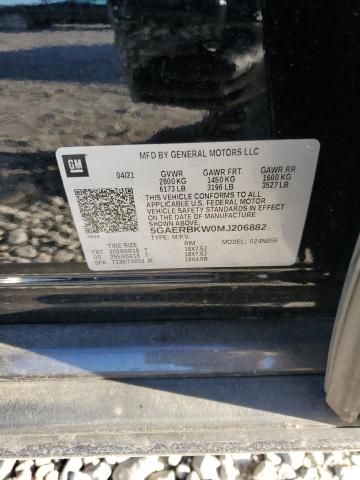 GM
MFD BY GENERAL MOTORS LLC
04/21 GVWR GAWR FRT GAWR RR
2800 KG 1450 KG 1600 KG
6173 LB 3196 LB 3527 LB
THIS VEHICLE CONFORMS TO ALL APPLICABLE
U.S. FEDERAL MOTOR VEHICLE SAFETY
STANDARDS IN EFFECT ON THE DATE OF
MANUFACTURE SHOWN ABOVE.
5GAERBKW0MJ206882
TYPE: M.P.V. MODEL:
TIRE SIZE RIM
FRT 255/65R18 T 18X7.5J
RR 255/65R18 T 18X7.5J
SPA T135/70R18 M 18X4.5B